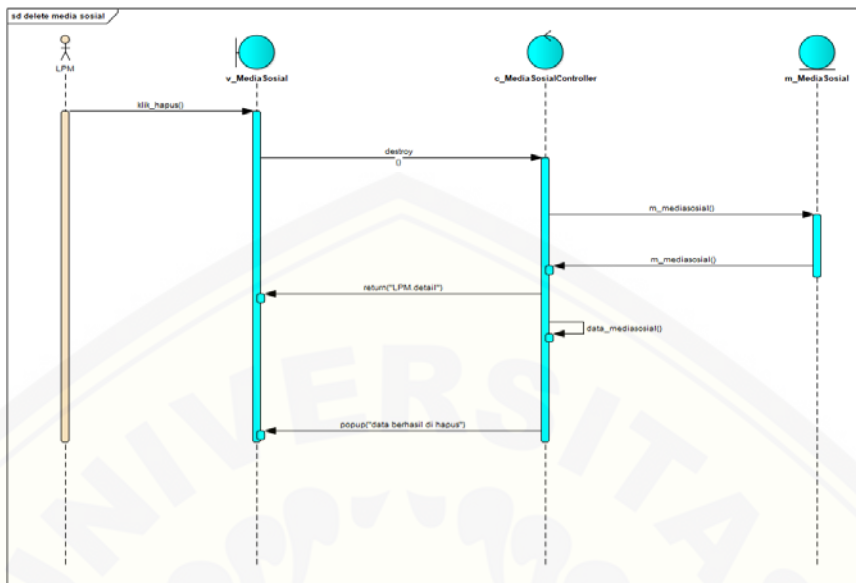 sd delete media sosial
LPM
v_MediaSosial
c_MediaSosialController
m_MediaSosial
klik_hapus()
destroy
()
m_mediasosial()
m_mediasosial()
return("LPM.detail")
data_mediasosial()
popup("data berhasil di hapus")
UNIVERSITA